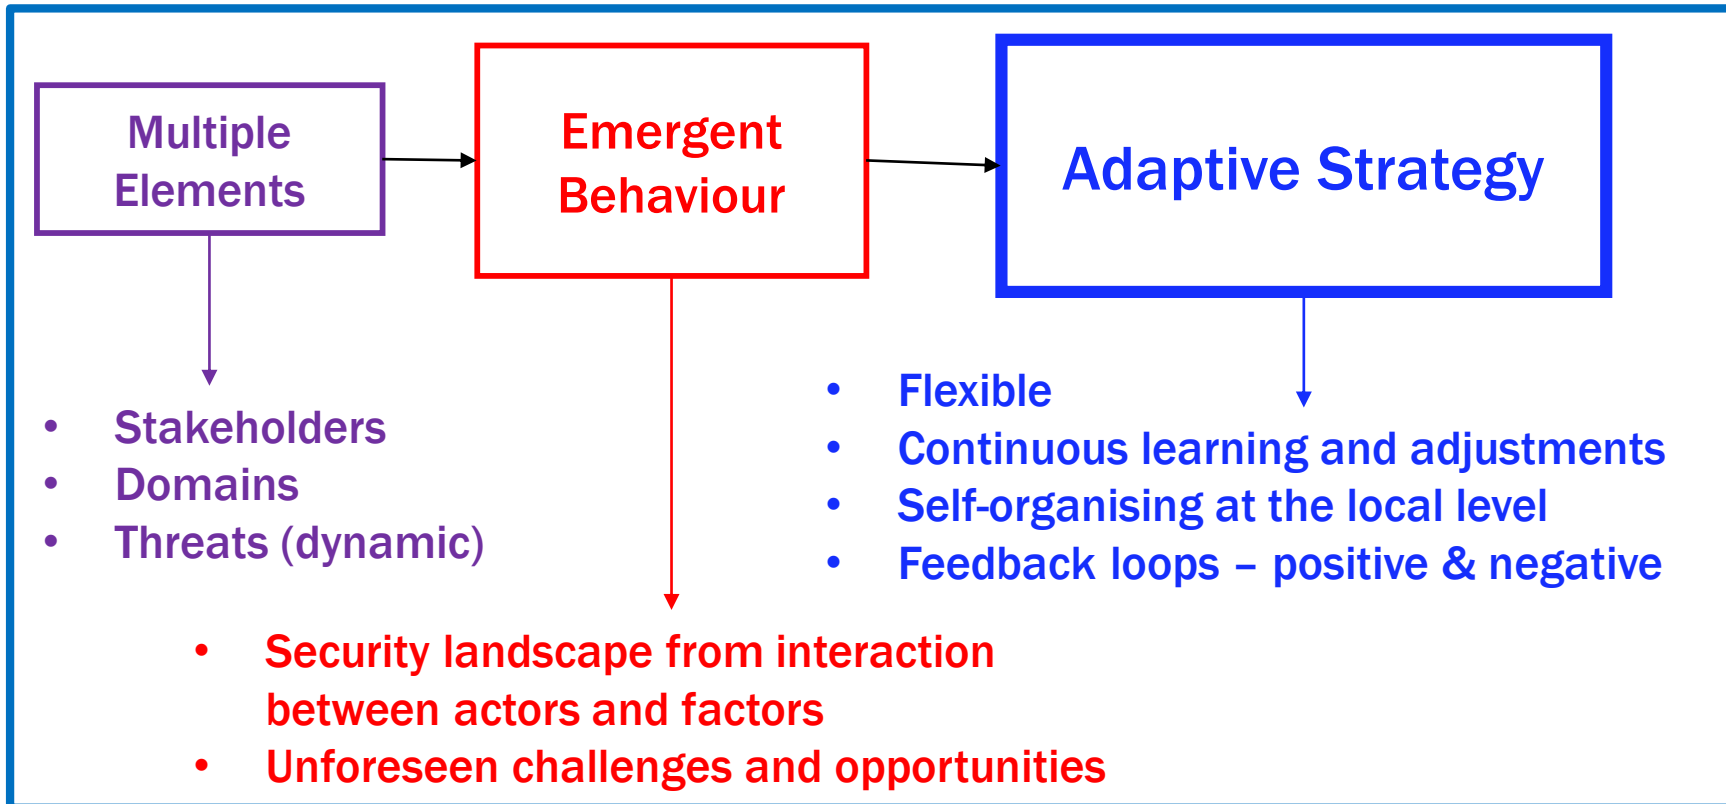 Multiple
Elements
Emergent
Behaviour
Adaptive Strategy
• Stakeholders
• Domains
• Threats (dynamic)
• Security landscape from interaction
between actors and factors
• Unforeseen challenges and opportunities
• Flexible
• Continuous learning and adjustments
• Self-organising at the local level
• Feedback loops – positive & negative